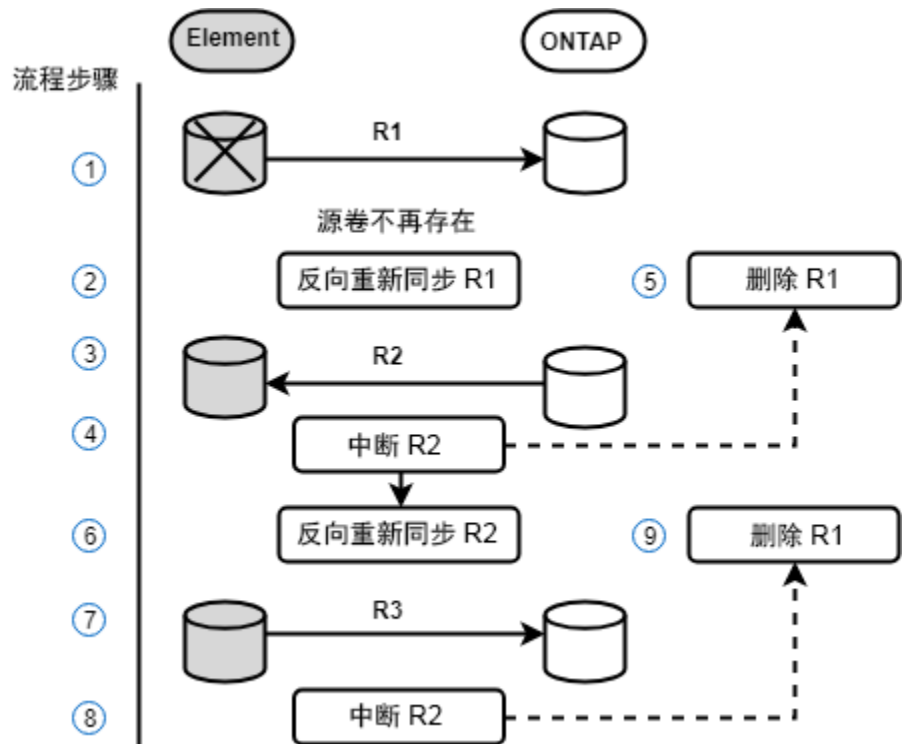 Element
ONTAP
流程步骤
R1
1
源卷不再存在
2
反向重新同步 R1
5
删除 R1
3
R2
4
中断 R2
6
反向重新同步 R2
9
删除 R1
7
R3
8
中断 R2